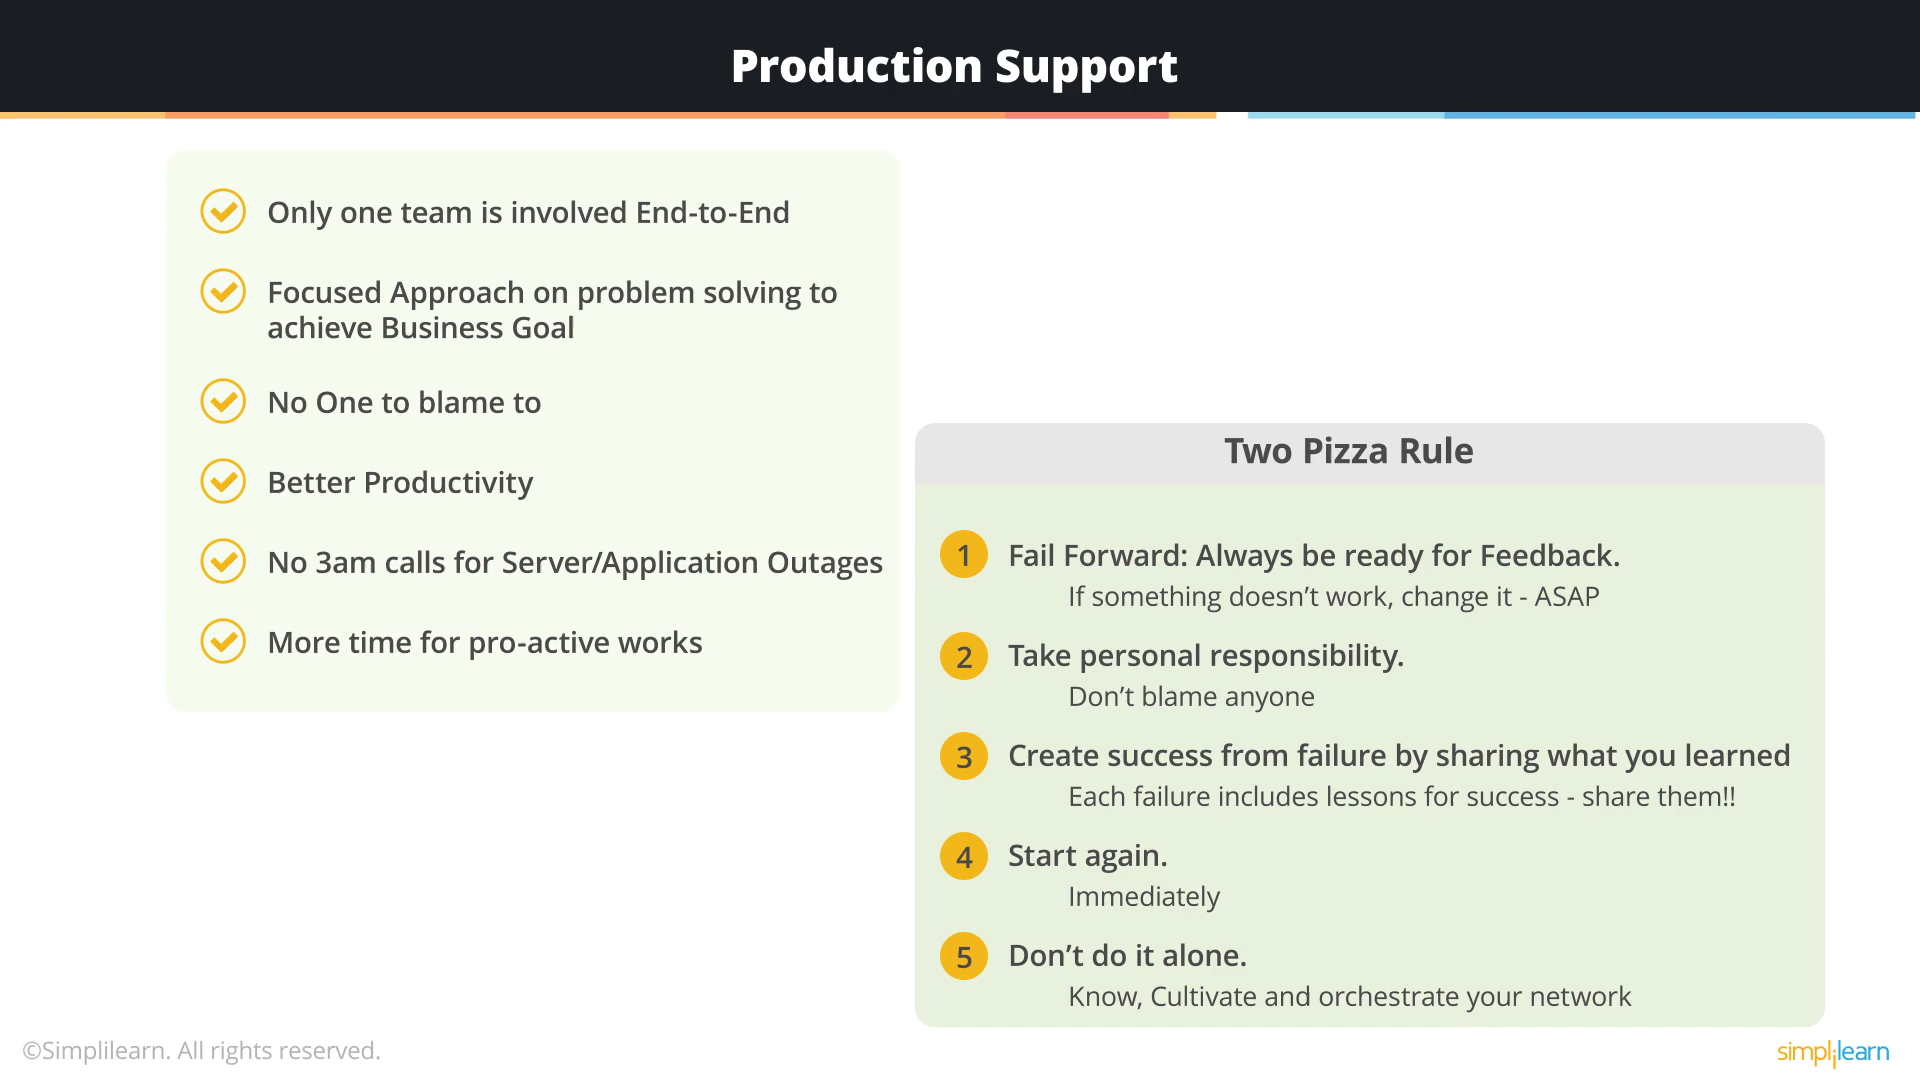 Production Support
Only one team is involved End-to-End
Focused Approach on problem solving to
achieve Business Goal
No One to blame to
Better Productivity
No 3am calls for Server/Application Outages
More time for pro-active works
Two Pizza Rule
1 Fail Forward: Always be ready for Feedback.
If something doesn’t work, change it - ASAP
2 Take personal responsibility.
Don’t blame anyone
3 Create success from failure by sharing what you learned
Each failure includes lessons for success - share them!!
4 Start again.
Immediately
5 Don’t do it alone.
Know, Cultivate and orchestrate your network
©Simplilearn. All rights reserved.
simplilearn